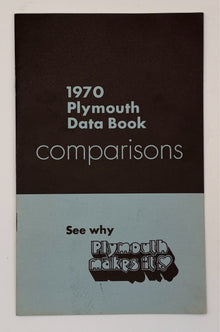 1970
Plymouth
Data Book
comparisons
See why
Plymouth
makes it